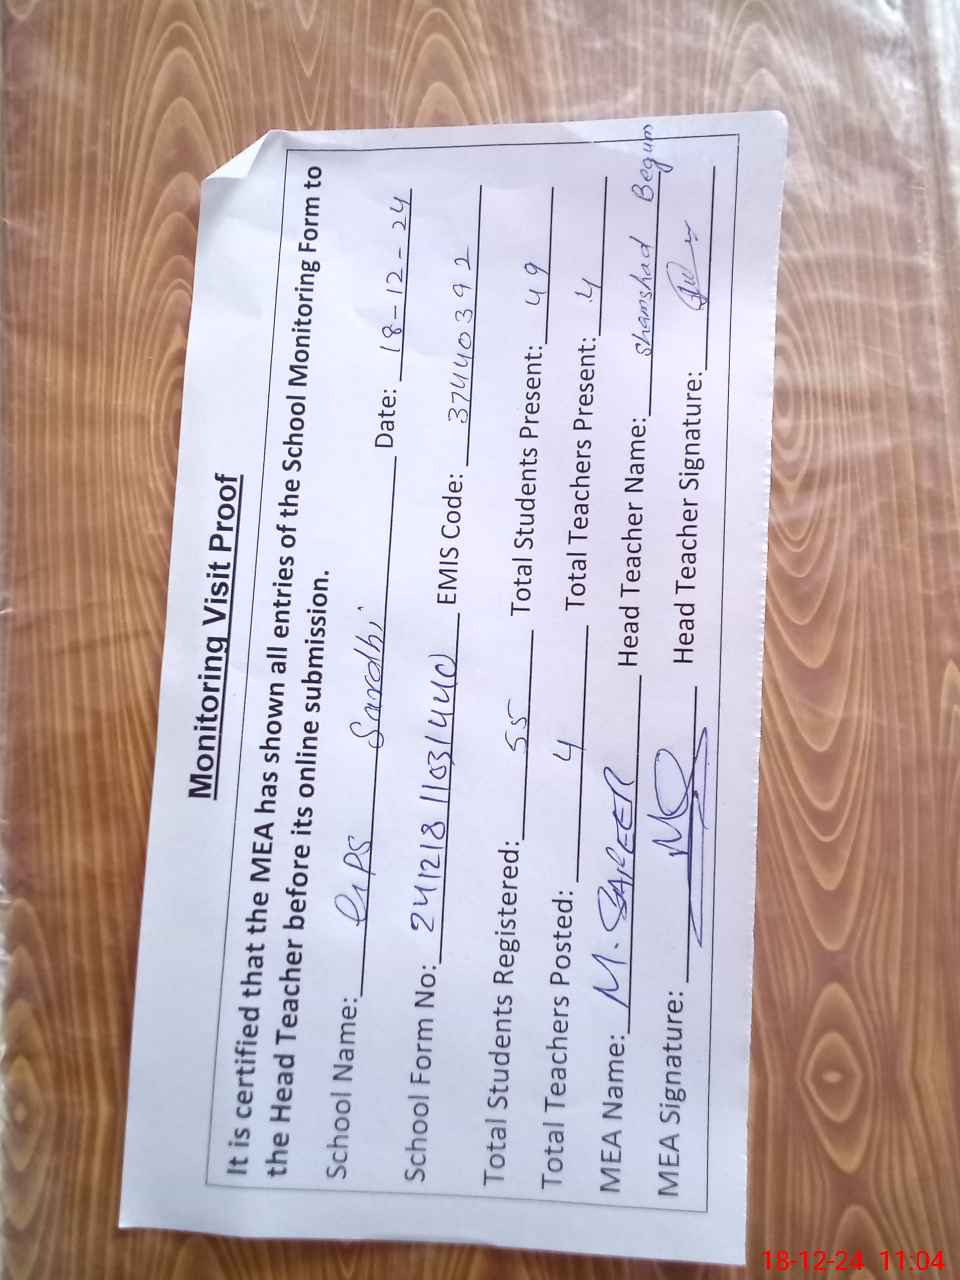 Monitoring Visit Proof
It is certified that the MEA has shown all entries of the School Monitoring Form to
the Head Teacher before its online submission.
School Name: GPS Sardhi Date: 18-12-24
School Form No: 241218 11031440 EMIS Code: 37440392
Total Students Registered: 55 Total Students Present: 49
Total Teachers Posted: 4 Total Teachers Present: 4
MEA Name: M. SAFEER Head Teacher Name: Shamshad Begum
MEA Signature: Head Teacher Signature:
18-12-24 11:04